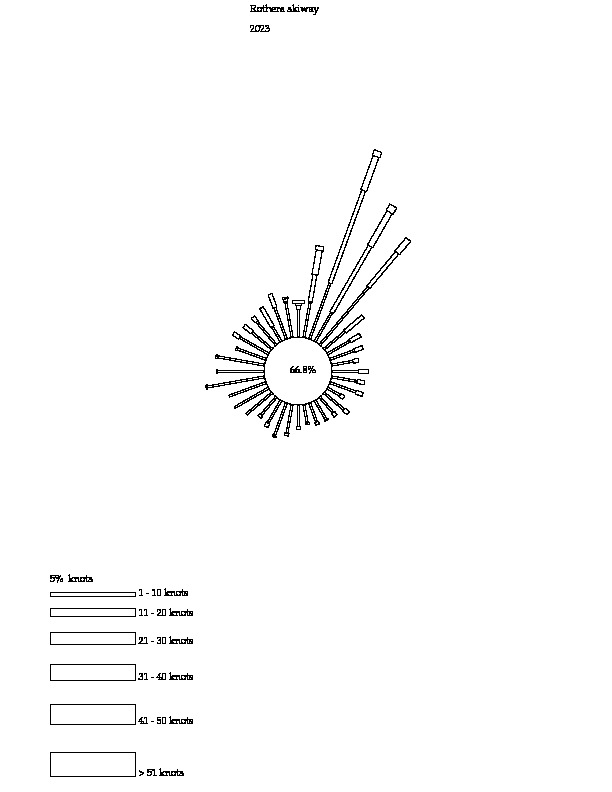 Rothera skiway
2023
66.8%
5% knots
1 - 10 knots
11 - 20 knots
21 - 30 knots
31 - 40 knots
41 - 50 knots
> 51 knots